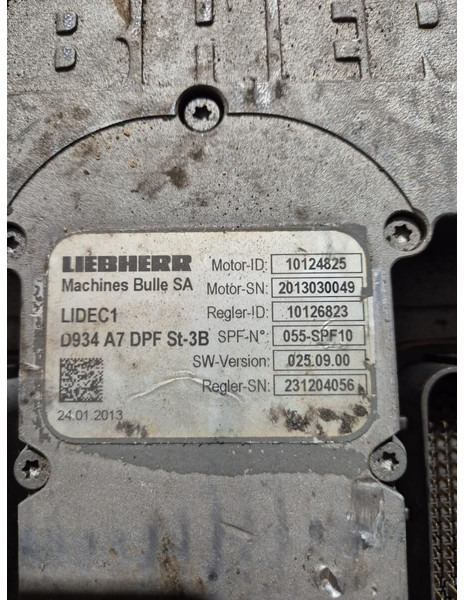 LIEBHERR
Machines Bulle SA
LIDEC1
D934 A7 DPF St-3B
24.01.2013
Motor-ID: 10124825
Motor-SN: 2013030049
Regler-ID: 10126823
SPF-N°: 055-SPF10
SW-Version: 025.09.00
Regler-SN: 231204056